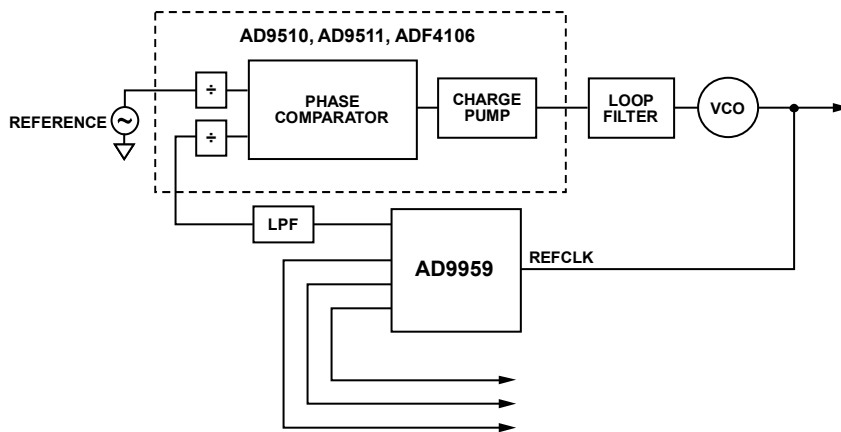 AD9510, AD9511, ADF4106
÷
PHASE
COMPARATOR
CHARGE
PUMP
LOOP
FILTER
VCO
REFERENCE
~
÷
LPF
AD9959
REFCLK